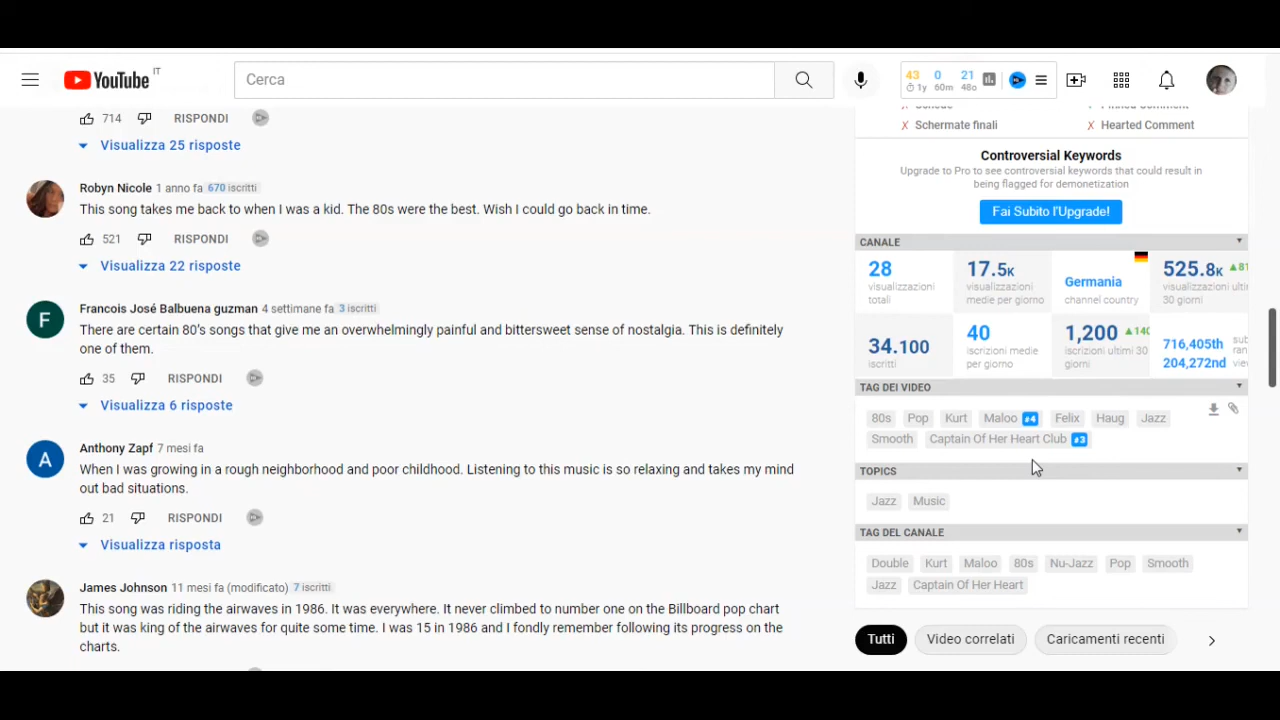 YouTube IT
Cerca
43 0 21
1y 60m 48o
714 RISPONDI
Visualizza 25 risposte
Robyn Nicole 1 anno fa 670 iscritti
This song takes me back to when I was a kid. The 80s were the best. Wish I could go back in time.
521 RISPONDI
Visualizza 22 risposte
F
Francois José Balbuena guzman 4 settimane fa 3 iscritti
There are certain 80's songs that give me an overwhelmingly painful and bittersweet sense of nostalgia. This is definitely
one of them.
35 RISPONDI
Visualizza 6 risposte
A
Anthony Zapf 7 mesi fa
When I was growing in a rough neighborhood and poor childhood. Listening to this music is so relaxing and takes my mind
out bad situations.
21 RISPONDI
Visualizza risposta
James Johnson 11 mesi fa (modificato) 7 iscritti
This song was riding the airwaves in 1986. It was everywhere. It never climbed to number one on the Billboard pop chart
but it was king of the airwaves for quite some time. I was 15 in 1986 and I fondly remember following its progress on the
charts.
X Schermate finali X Hearted Comment
Controversial Keywords
Upgrade to Pro to see controversial keywords that could result in
being flagged for demonetization
Fai Subito l'Upgrade!
CANALE
28 17.5K Germania 525.8K ▲81
visualizzazioni totali
visualizzazioni medie per giorno
channel country
visualizzazioni ulti
30 giorni
34.100 40 1,200 ▲140 716,405th sub
ran
204,272nd vie
iscritti
iscrizioni medie per giorno
iscrizioni ultimi 30 giorni
TAG DEI VIDEO
80s Pop Kurt Maloo #4 Felix Haug Jazz
Smooth Captain Of Her Heart Club #3
TOPICS
Jazz Music
TAG DEL CANALE
Double Kurt Maloo 80s Nu-Jazz Pop Smooth
Jazz Captain Of Her Heart
Tutti Video correlati Caricamenti recenti